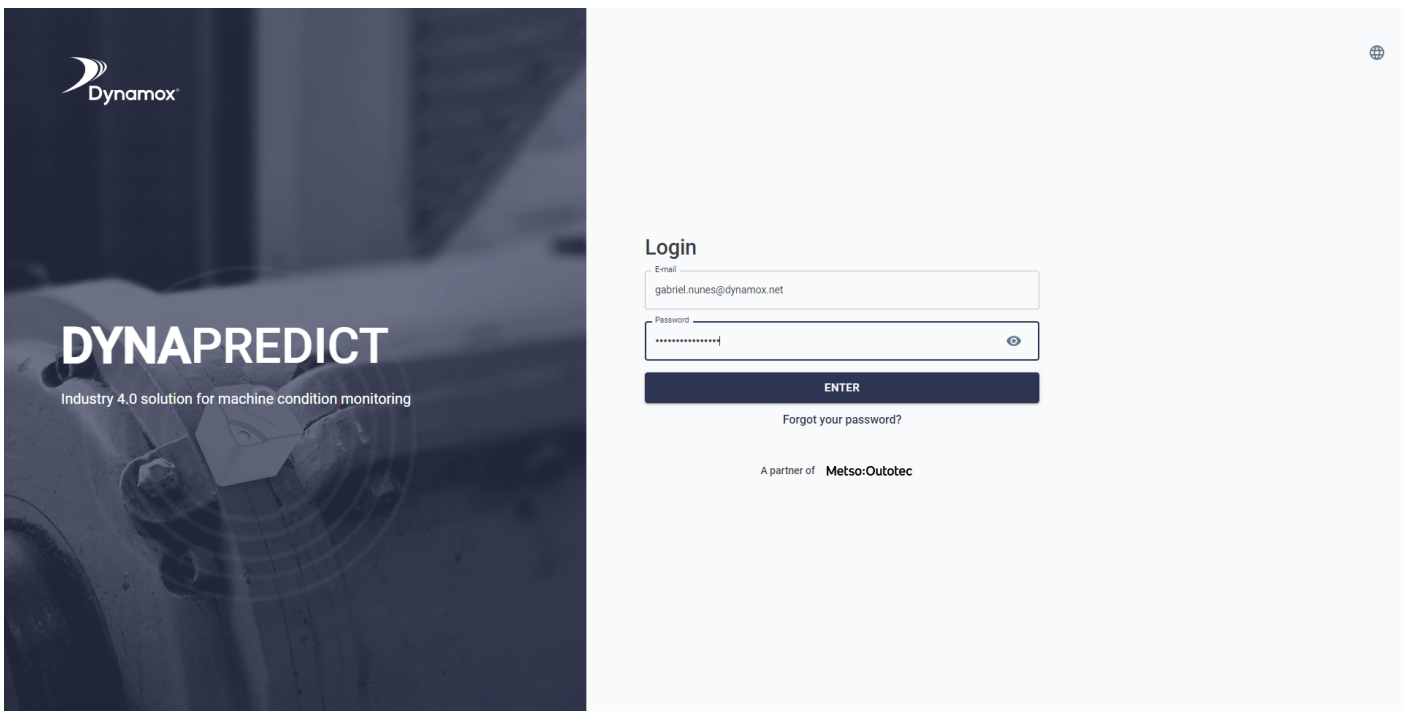 Dynamox
DYNAPREDICT
Industry 4.0 solution for machine condition monitoring
Login
E-mail
gabriel.nunes@dynamox.net
Password
••••••••••••••••
ENTER
Forgot your password?
A partner of Metso:Outotec